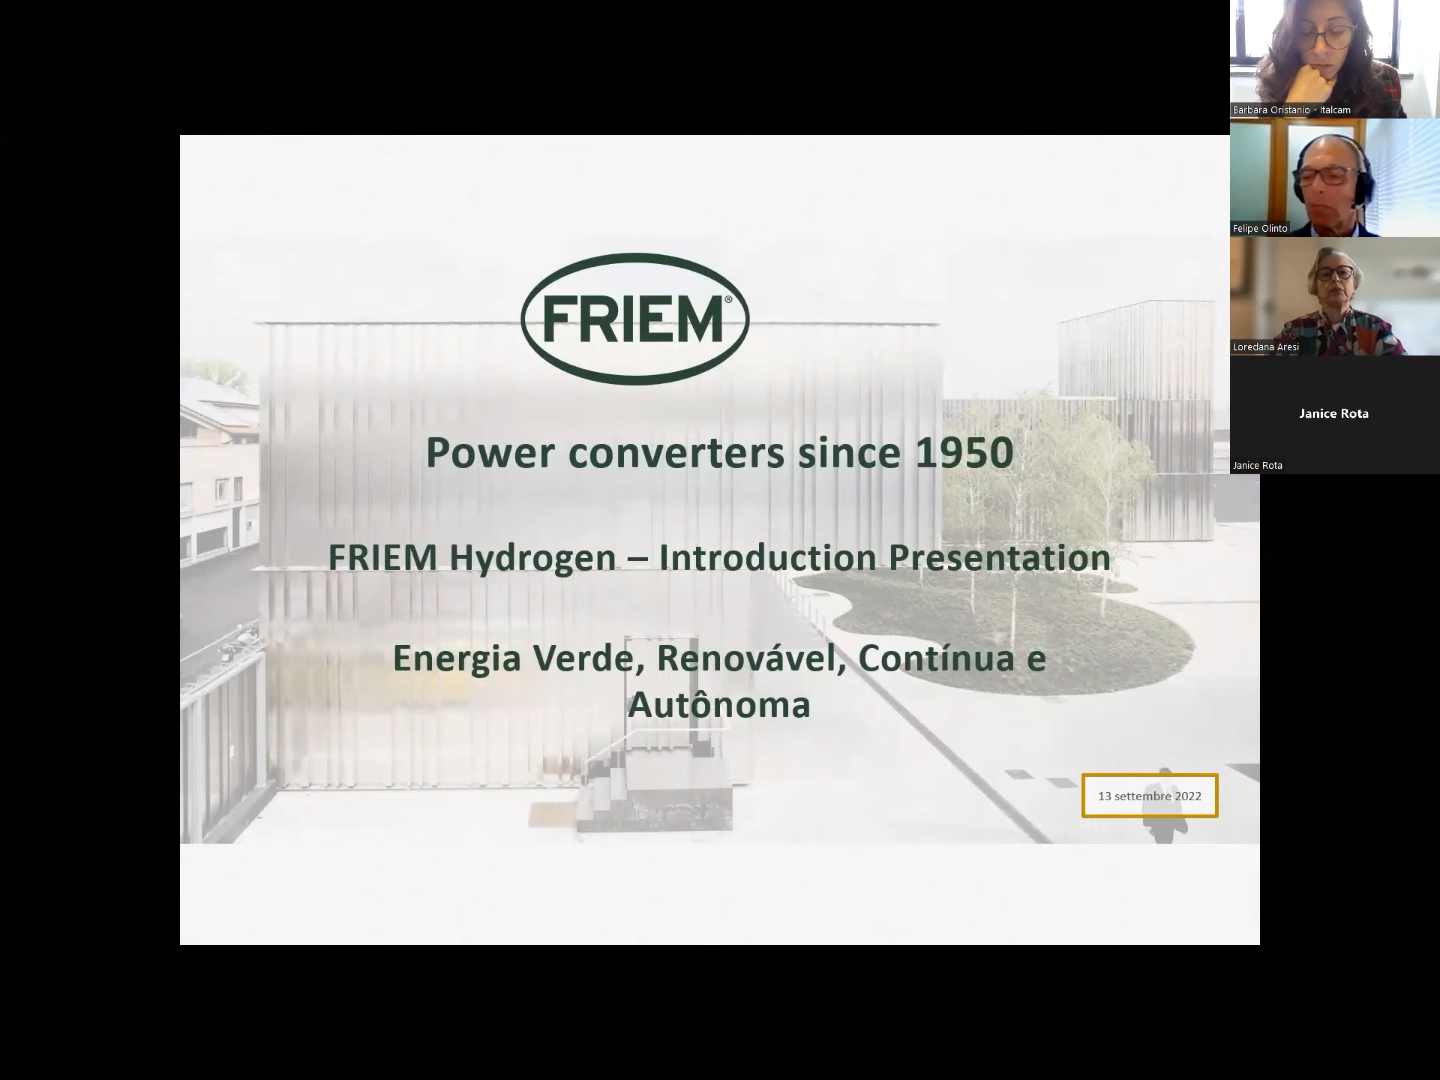 FRIEM®
Power converters since 1950
FRIEM Hydrogen – Introduction Presentation
Energia Verde, Renovável, Contínua e
Autônoma
13 settembre 2022
Barbara Oristanio - Italcam
Felipe Olinto
Loredana Aresi
Janice Rota
Janice Rota